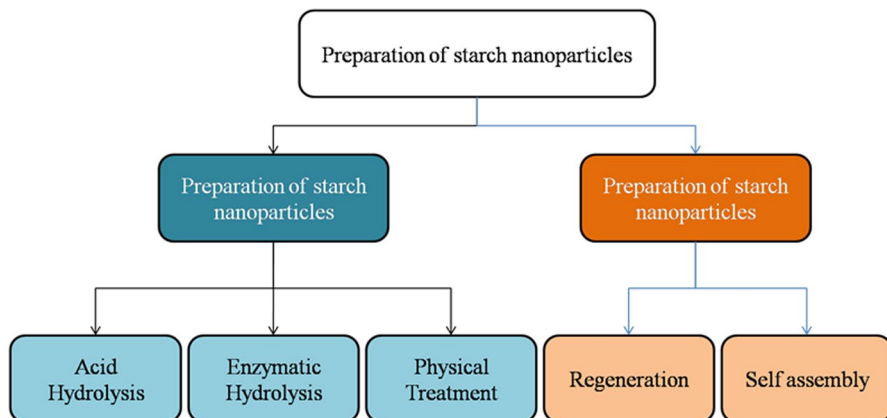 Preparation of starch nanoparticles
Preparation of starch
nanoparticles
Preparation of starch
nanoparticles
Acid
Hydrolysis
Enzymatic
Hydrolysis
Physical
Treatment
Regeneration
Self assembly